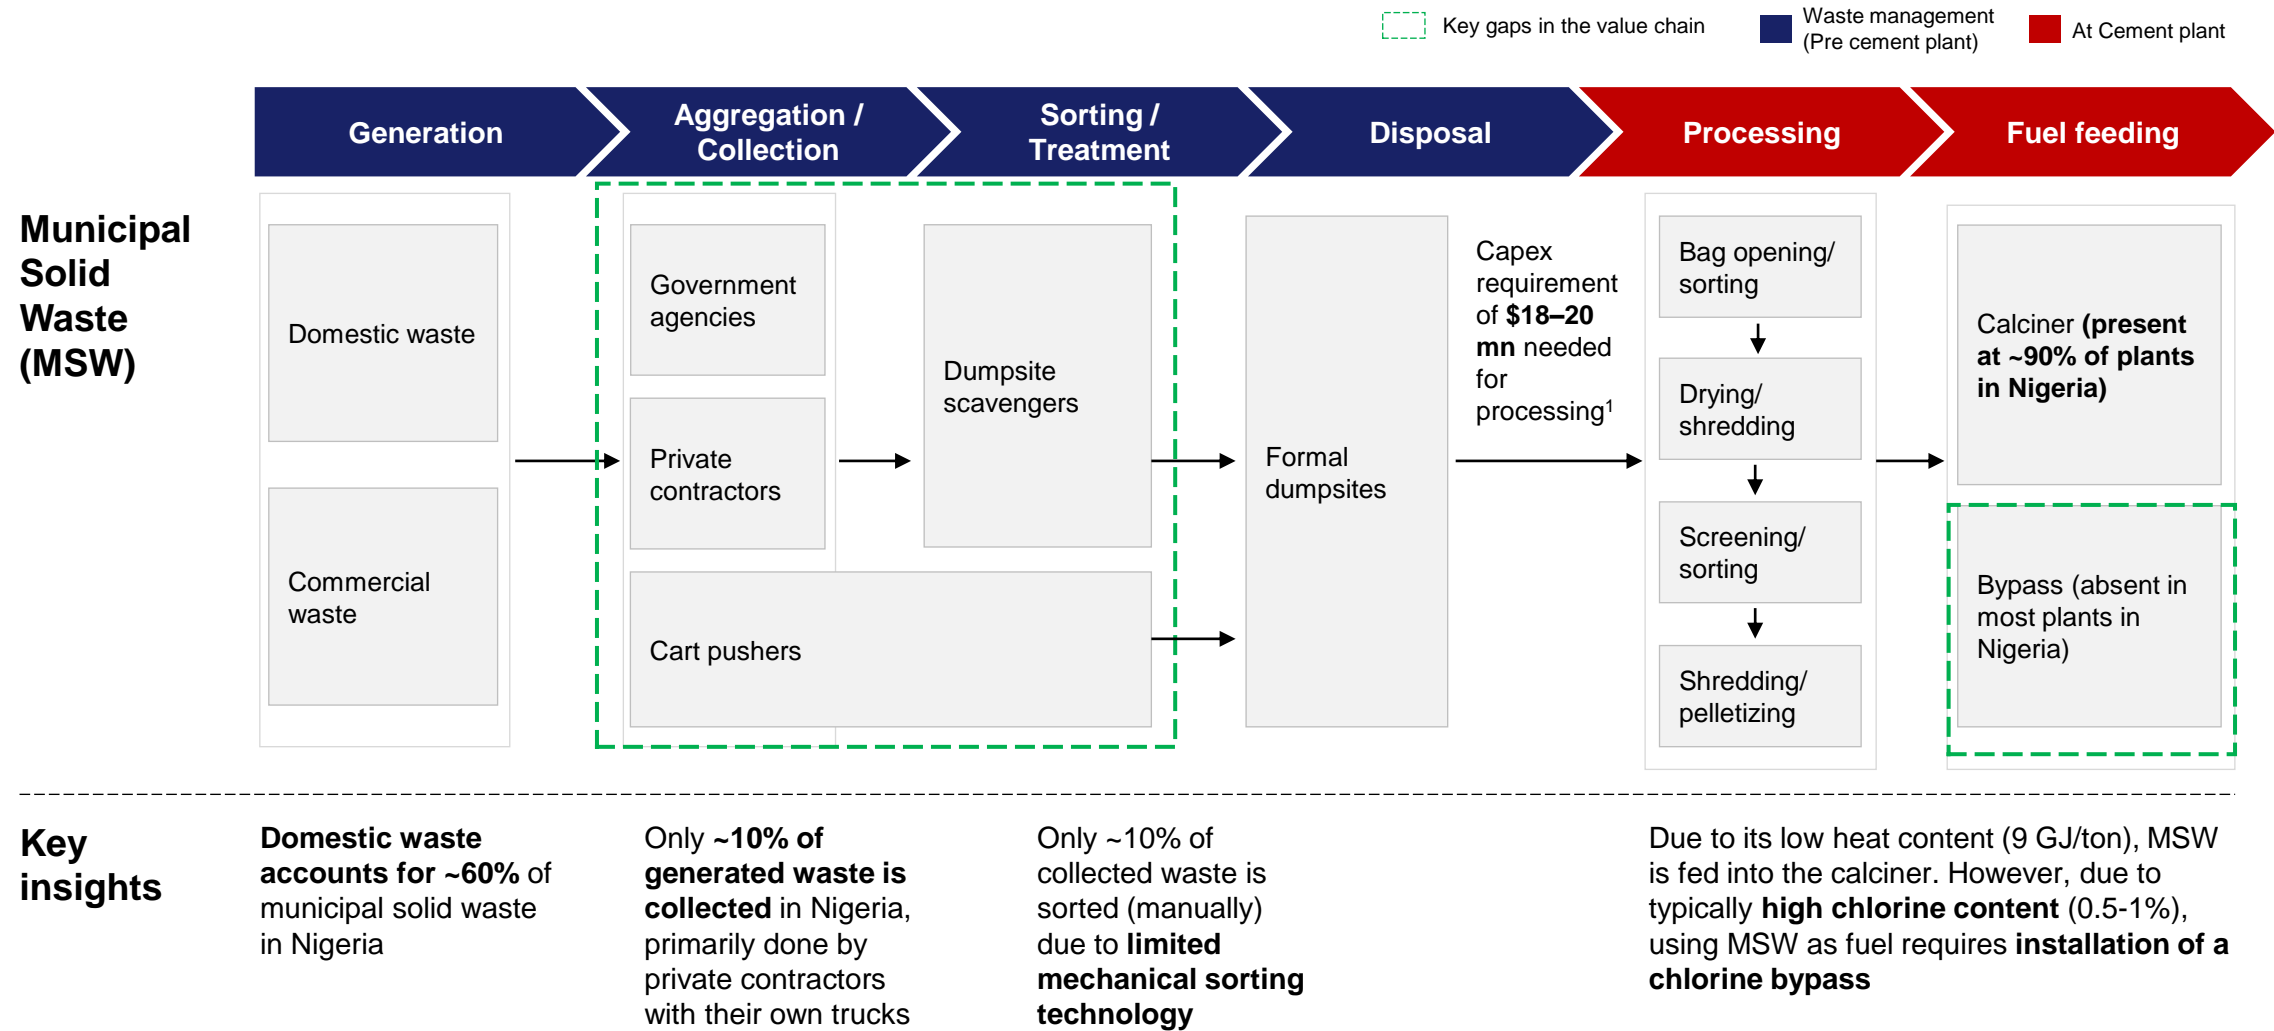 Key gaps in the value chain
Waste management
(Pre cement plant)
At Cement plant
Generation
Aggregation /
Collection
Sorting /
Treatment
Disposal
Processing
Fuel feeding
Municipal
Solid
Waste
(MSW)
Domestic waste
Commercial
waste
Government
agencies
Private
contractors
Cart pushers
Dumpsite
scavengers
Formal
dumpsites
Capex
requirement
of $18–20
mn needed
for
processing¹
Bag opening/
sorting
Drying/
shredding
Screening/
sorting
Shredding/
pelletizing
Calciner (present
at ~90% of plants
in Nigeria)
Bypass (absent in
most plants in
Nigeria)
Key
insights
Domestic waste
accounts for ~60% of
municipal solid waste
in Nigeria
Only ~10% of
generated waste is
collected in Nigeria,
primarily done by
private contractors
with their own trucks
Only ~10% of
collected waste is
sorted (manually)
due to limited
mechanical sorting
technology
Due to its low heat content (9 GJ/ton), MSW
is fed into the calciner. However, due to
typically high chlorine content (0.5-1%),
using MSW as fuel requires installation of a
chlorine bypass